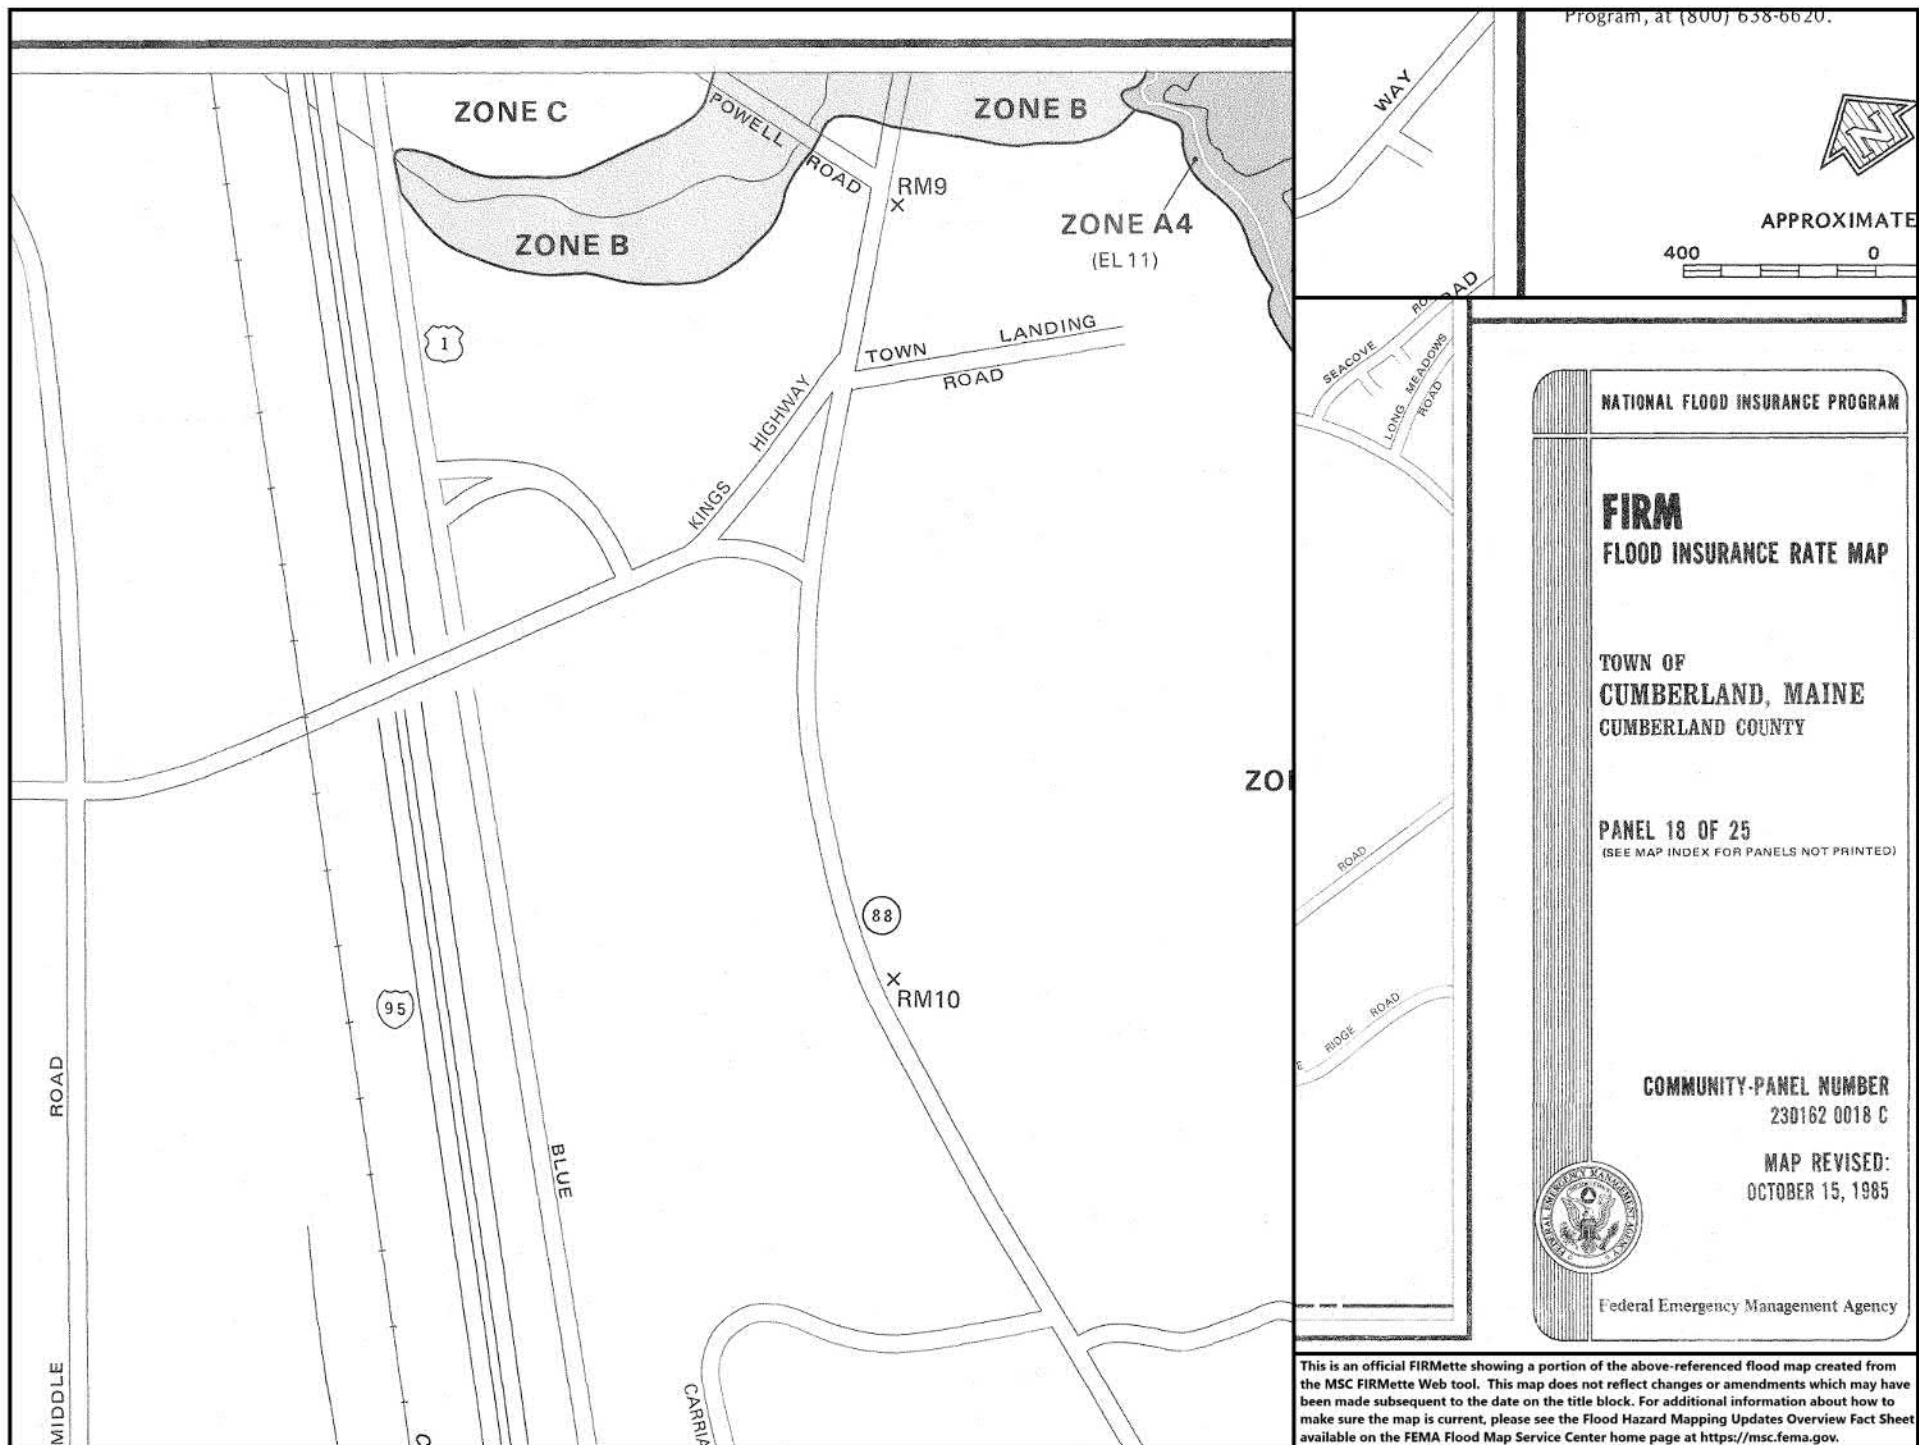 ZONE C
POWELL ROAD
ZONE B
RM9
ZONE A4
(EL 11)
ZONE B
1
TOWN LANDING
ROAD
KINGS HIGHWAY
ZO
88
RM10
95
ROAD
MIDDLE
BLUE
CARRIA
C
Program, at (800) 638-6620.
WAY
N
APPROXIMATE
400 0
SEACOVE RO
AD
LONG MEADOWS
ROAD
ROAD
E RIDGE ROAD
NATIONAL FLOOD INSURANCE PROGRAM
FIRM
FLOOD INSURANCE RATE MAP
TOWN OF
CUMBERLAND, MAINE
CUMBERLAND COUNTY
PANEL 18 OF 25
(SEE MAP INDEX FOR PANELS NOT PRINTED)
COMMUNITY-PANEL NUMBER
230162 0018 C
MAP REVISED:
OCTOBER 15, 1985
FEDERAL EMERGENCY MANAGEMENT AGENCY
Federal Emergency Management Agency
This is an official FIRMette showing a portion of the above-referenced flood map created from
the MSC FIRMette Web tool. This map does not reflect changes or amendments which may have
been made subsequent to the date on the title block. For additional information about how to
make sure the map is current, please see the Flood Hazard Mapping Updates Overview Fact Sheet
available on the FEMA Flood Map Service Center home page at https://msc.fema.gov.